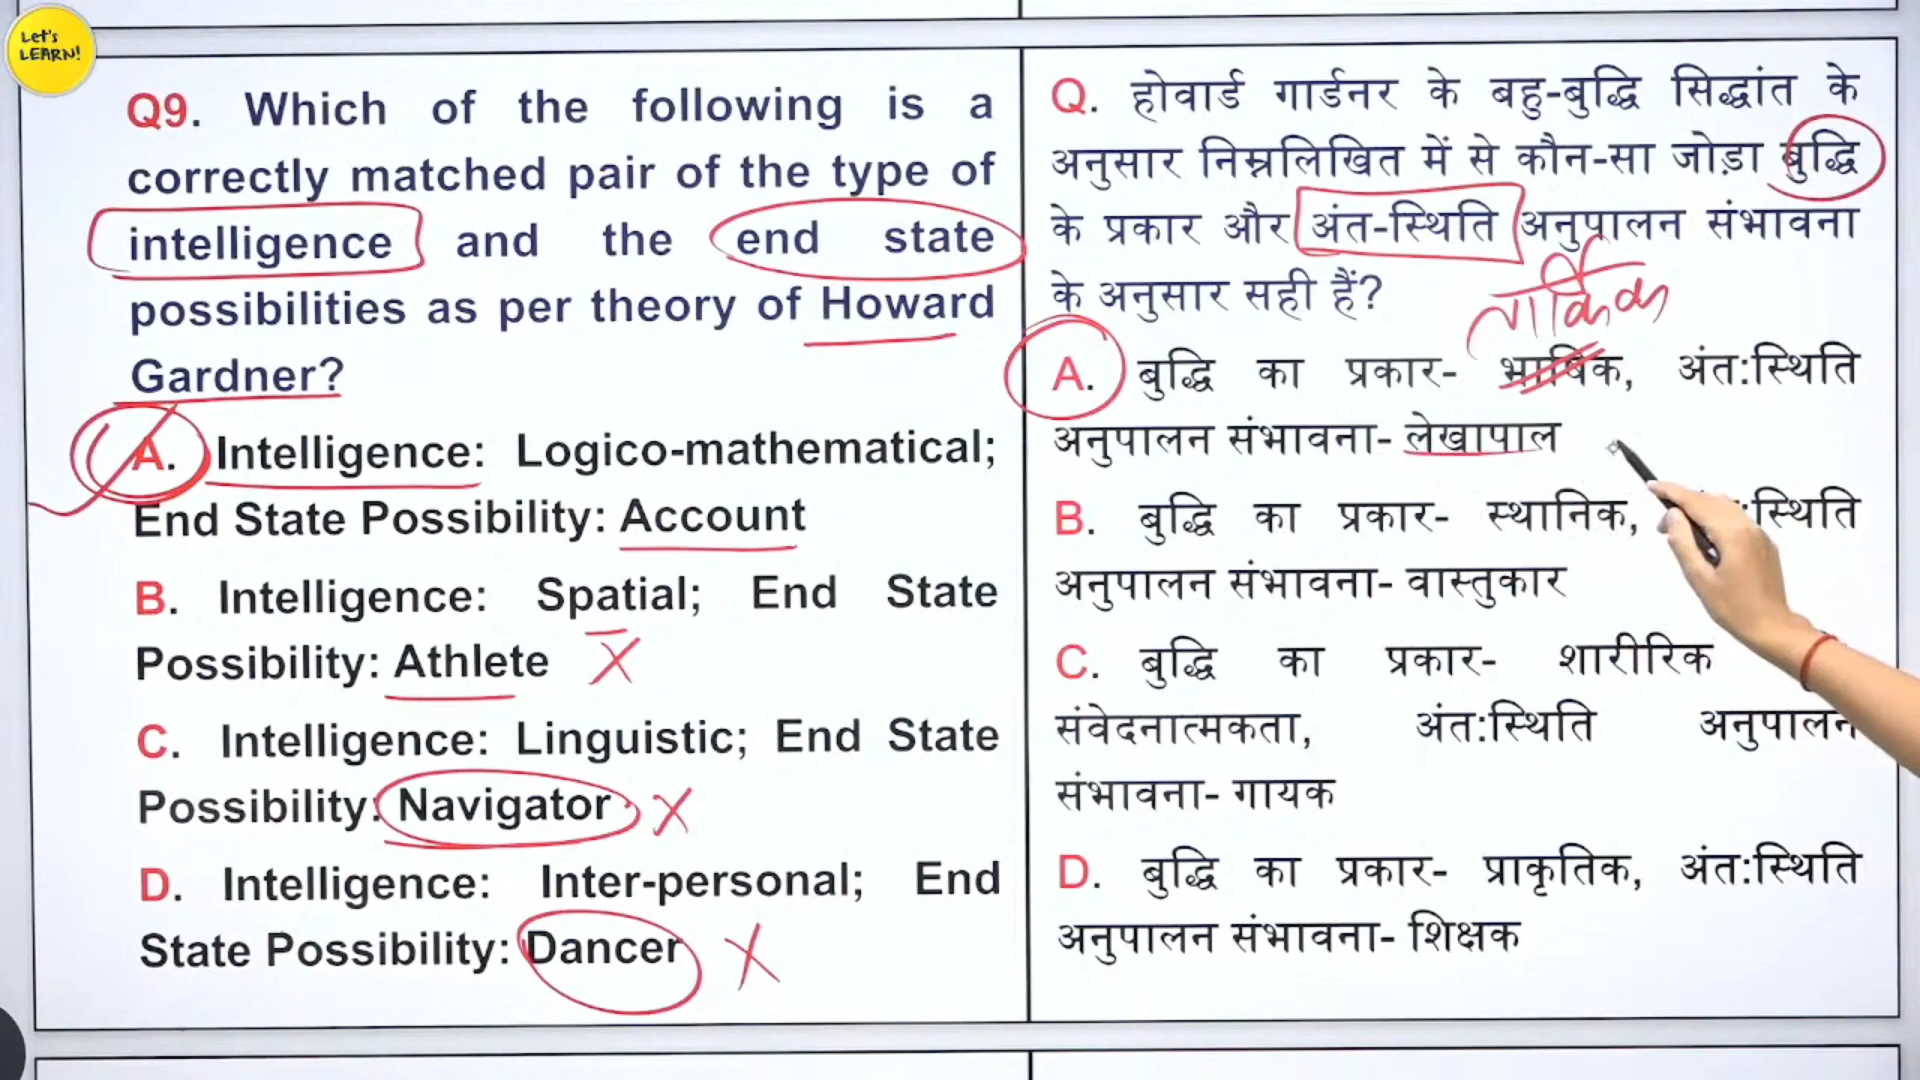 Let's
LEARN!
Q9. Which of the following is a
correctly matched pair of the type of
intelligence and the end state
possibilities as per theory of Howard
Gardner?
A. Intelligence: Logico-mathematical;
End State Possibility: Account
B. Intelligence: Spatial; End State
Possibility: Athlete
C. Intelligence: Linguistic; End State
Possibility: Navigator
D. Intelligence: Inter-personal; End
State Possibility: Dancer
Q. होवार्ड गार्डनर के बहु-बुद्धि सिद्धांत के
अनुसार निम्नलिखित में से कौन-सा जोड़ा बुद्धि
के प्रकार और अंत-स्थिति अनुपालन संभावना
के अनुसार सही हैं?
तार्किक
A. बुद्धि का प्रकार- भाषिक, अंत:स्थिति
अनुपालन संभावना- लेखापाल
B. बुद्धि का प्रकार- स्थानिक, :स्थिति
अनुपालन संभावना- वास्तुकार
C. बुद्धि का प्रकार- शारीरिक
संवेदनात्मकता, अंत:स्थिति अनुपालन
संभावना- गायक
D. बुद्धि का प्रकार- प्राकृतिक, अंत:स्थिति
अनुपालन संभावना- शिक्षक